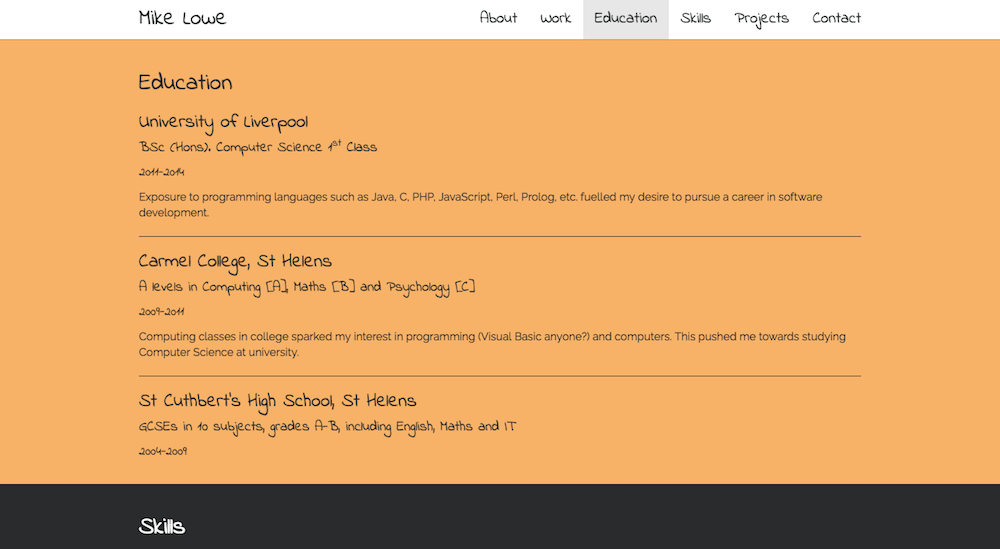 Mike Lowe
About Work Education Skills Projects Contact
Education
University of Liverpool
BSc (Hons). Computer Science 1st Class
2011-2014
Exposure to programming languages such as Java, C, PHP, JavaScript, Perl, Prolog, etc. fuelled my desire to pursue a career in software
development.
Carmel College, St Helens
A levels in Computing [A], Maths [B] and Psychology [C]
2009-2011
Computing classes in college sparked my interest in programming (Visual Basic anyone?) and computers. This pushed me towards studying
Computer Science at university.
St Cuthbert's High School, St Helens
GCSEs in 10 subjects, grades A-B, including English, Maths and IT
2004-2009
Skills